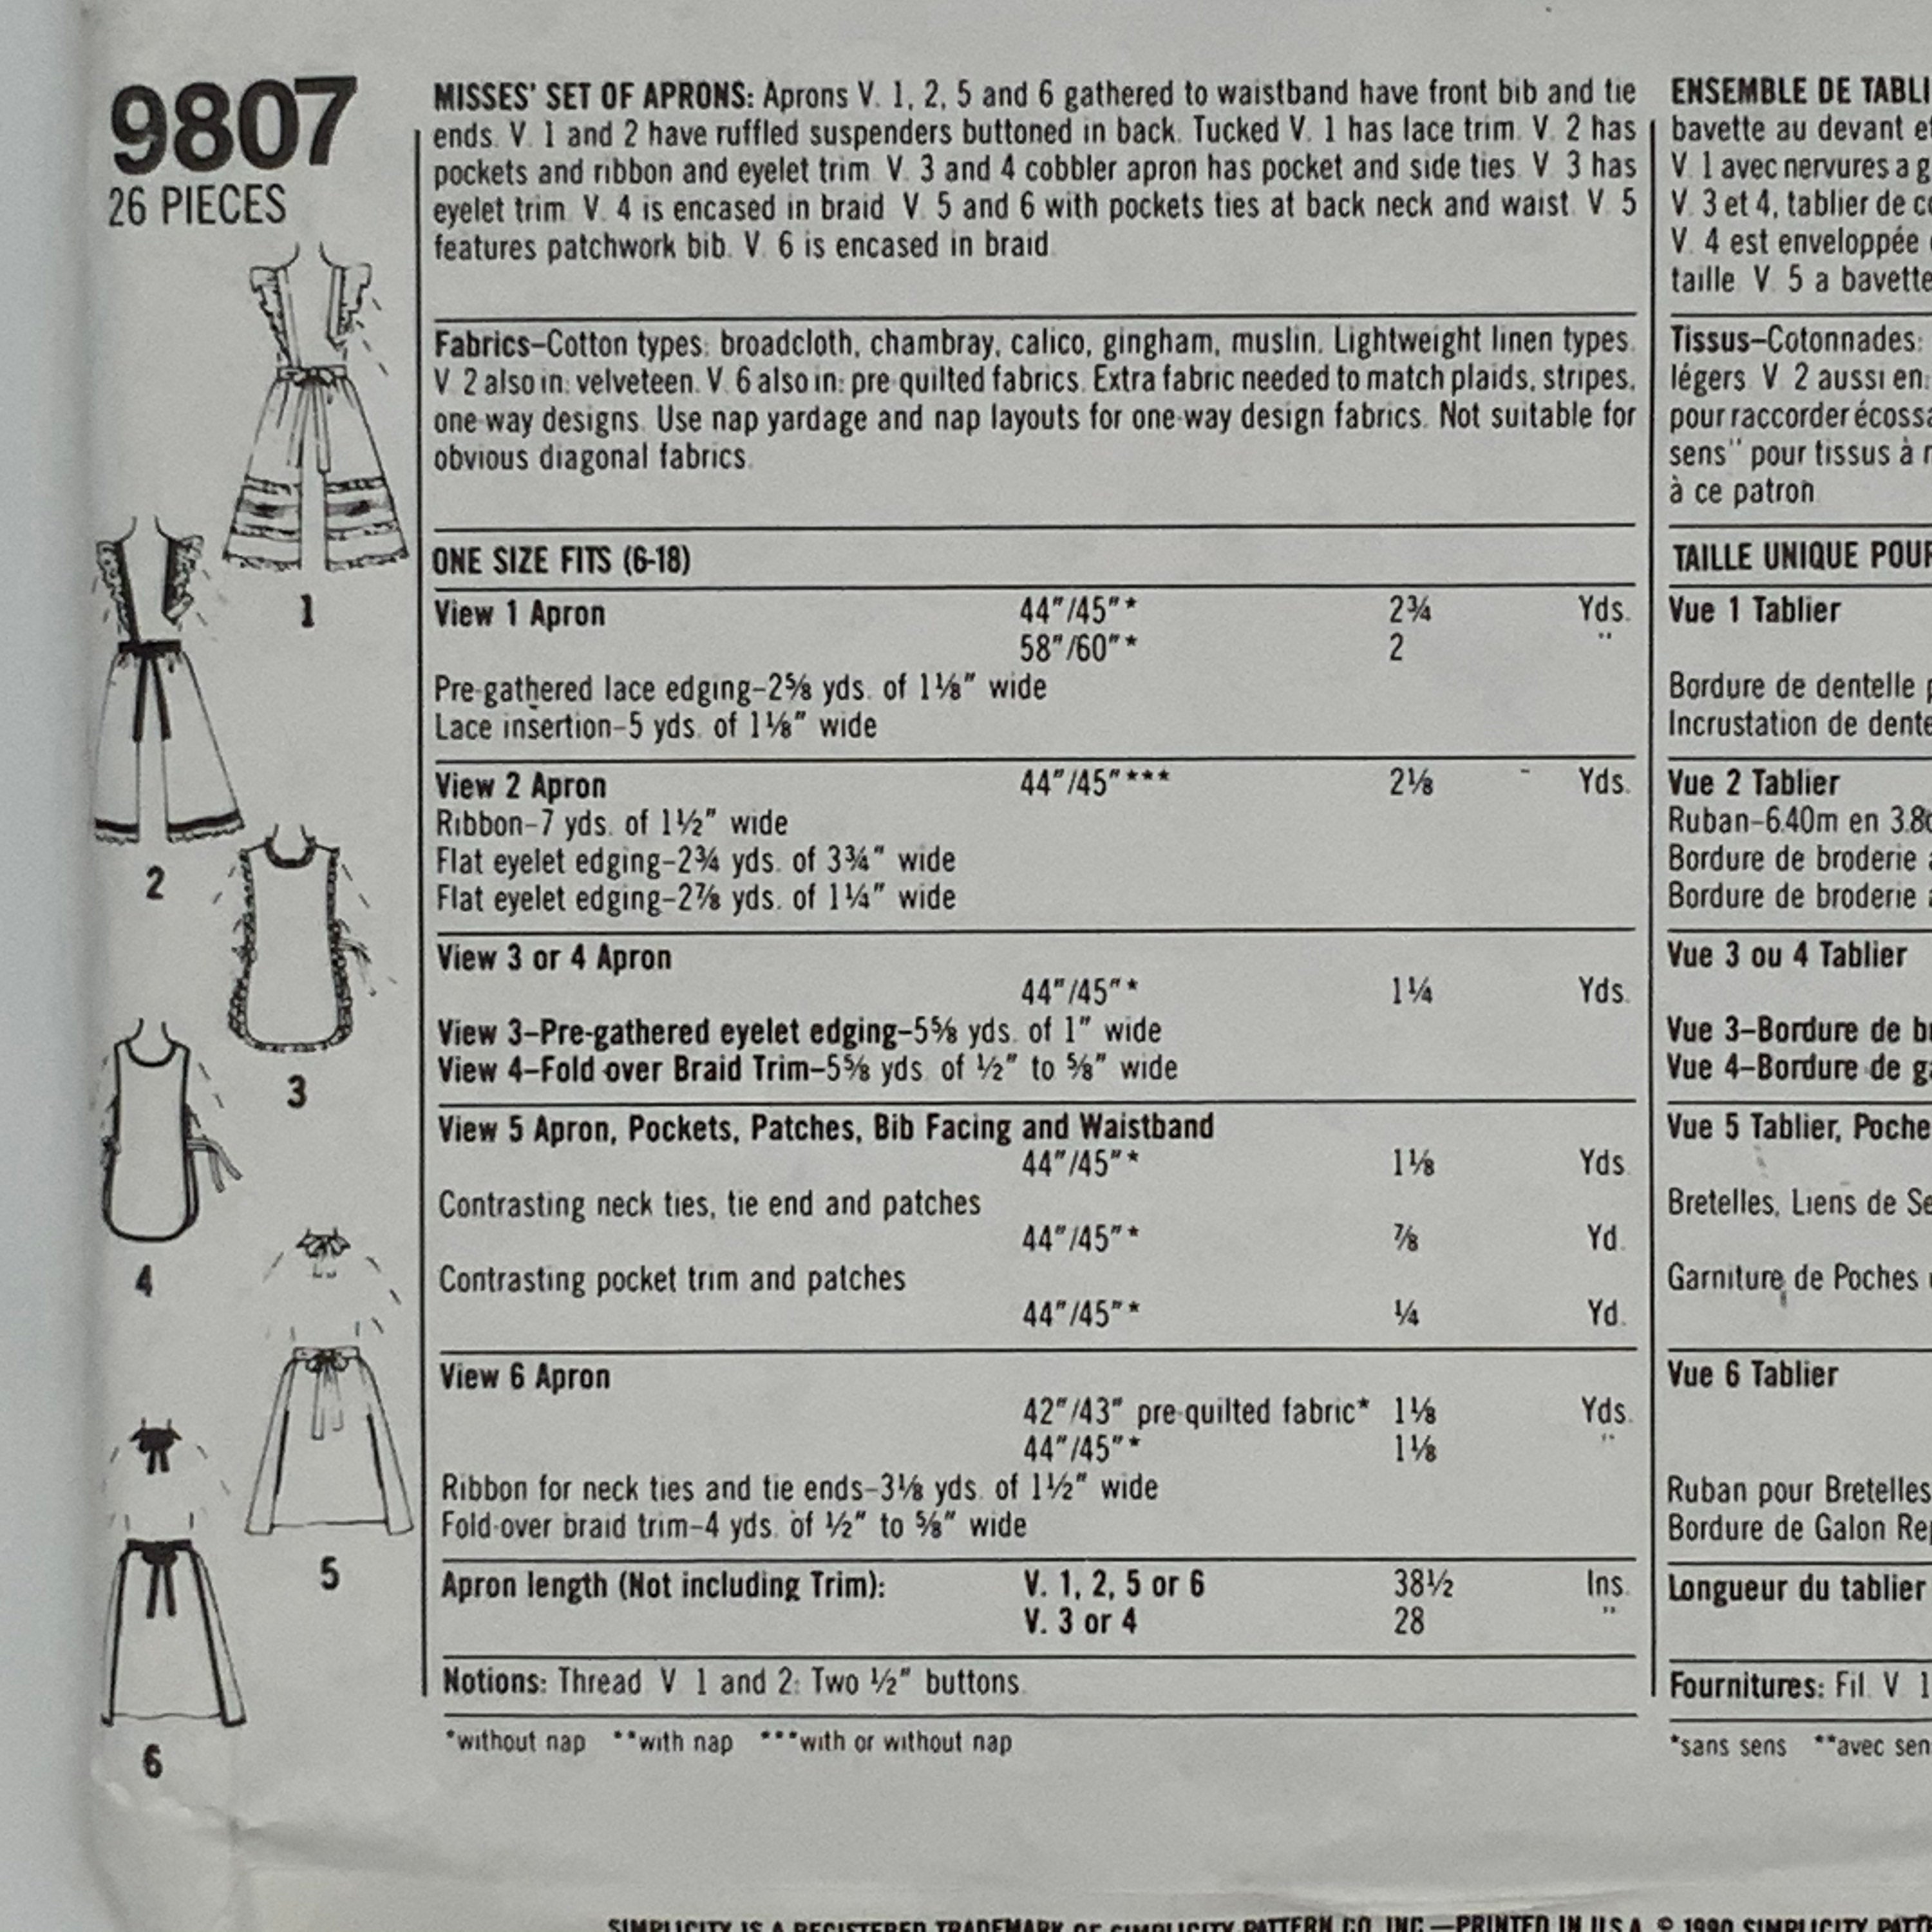 9807
26 PIECES
1
2
3
4
5
6
MISSES' SET OF APRONS: Aprons V. 1, 2, 5 and 6 gathered to waistband have front bib and tie
ends. V. 1 and 2 have ruffled suspenders buttoned in back. Tucked V. 1 has lace trim. V. 2 has
pockets and ribbon and eyelet trim. V. 3 and 4 cobbler apron has pocket and side ties. V. 3 has
eyelet trim. V. 4 is encased in braid. V. 5 and 6 with pockets ties at back neck and waist. V. 5
features patchwork bib. V. 6 is encased in braid.
Fabrics–Cotton types: broadcloth, chambray, calico, gingham, muslin. Lightweight linen types.
V. 2 also in: velveteen. V. 6 also in: pre-quilted fabrics. Extra fabric needed to match plaids, stripes,
one-way designs. Use nap yardage and nap layouts for one-way design fabrics. Not suitable for
obvious diagonal fabrics.
ONE SIZE FITS (6-18)
View 1 Apron 44"/45"* 2¾ Yds.
58"/60"* 2 "
Pre-gathered lace edging–2⅝ yds. of 1⅛" wide
Lace insertion–5 yds. of 1⅛" wide
View 2 Apron 44"/45"*** 2⅛ Yds.
Ribbon–7 yds. of 1½" wide
Flat eyelet edging–2¾ yds. of 3¾" wide
Flat eyelet edging–2⅞ yds. of 1¼" wide
View 3 or 4 Apron
44"/45"* 1¼ Yds.
View 3–Pre-gathered eyelet edging–5⅝ yds. of 1" wide
View 4–Fold-over Braid Trim–5⅝ yds. of ½" to ⅝" wide
View 5 Apron, Pockets, Patches, Bib Facing and Waistband
44"/45"* 1⅛ Yds.
Contrasting neck ties, tie end and patches
44"/45"* ⅞ Yd.
Contrasting pocket trim and patches
44"/45"* ¼ Yd.
View 6 Apron
42"/43" pre-quilted fabric* 1⅛ Yds.
44"/45"* 1⅛ "
Ribbon for neck ties and tie ends–3⅛ yds. of 1½" wide
Fold-over braid trim–4 yds. of ½" to ⅝" wide
Apron length (Not including Trim): V. 1, 2, 5 or 6 38½ Ins.
V. 3 or 4 28 "
Notions: Thread. V. 1 and 2: Two ½" buttons.
*without nap **with nap ***with or without nap
ENSEMBLE DE TABLI
bavette au devant et
V. 1 avec nervures a g
V. 3 et 4, tablier de co
V. 4 est enveloppée
taille. V. 5 a bavette
Tissus–Cotonnades:
légers. V. 2 aussi en:
pour raccorder écossa
sens" pour tissus à
à ce patron.
TAILLE UNIQUE POUR
Vue 1 Tablier
Bordure de dentelle
Incrustation de dente
Vue 2 Tablier
Ruban–6.40m en 3.8c
Bordure de broderie
Bordure de broderie
Vue 3 ou 4 Tablier
Vue 3–Bordure de b
Vue 4–Bordure de ga
Vue 5 Tablier, Poche
Bretelles, Liens de Se
Garniture de Poches
Vue 6 Tablier
Ruban pour Bretelles
Bordure de Galon Re
Longueur du tablier
Fournitures: Fil. V. 1
*sans sens **avec sen
SIMPLICITY IS A REGISTERED TRADEMARK OF SIMPLICITY PATTERN CO. INC.—PRINTED IN U.S.A. © 1990 SIMPLICITY